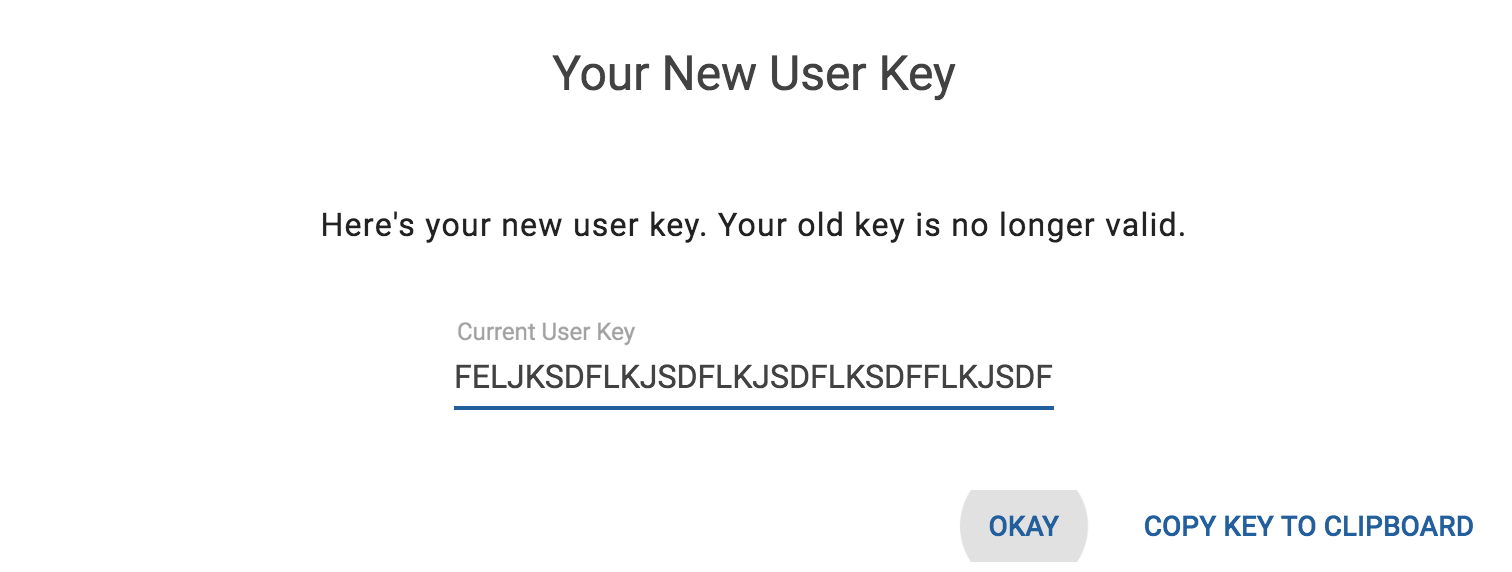 Your New User Key
Here's your new user key. Your old key is no longer valid.
Current User Key
FELJKSDFLKJSDFLKJSDFLKSDFFLKJSDF
OKAY
COPY KEY TO CLIPBOARD